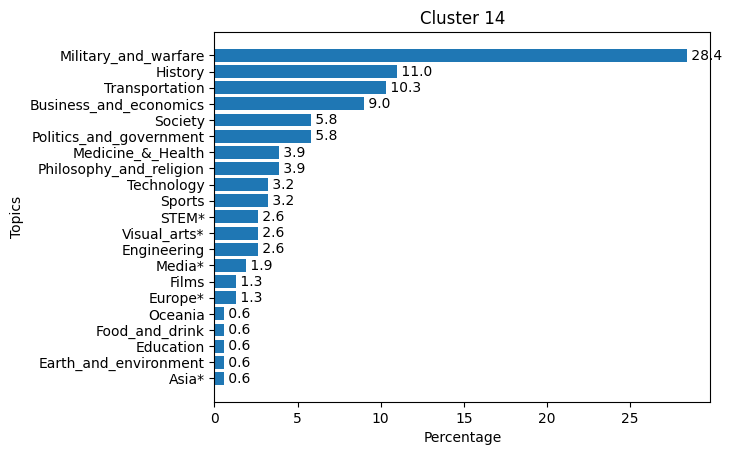 Cluster 14
Topics
Military_and_warfare 28.4
History 11.0
Transportation 10.3
Business_and_economics 9.0
Society 5.8
Politics_and_government 5.8
Medicine_&_Health 3.9
Philosophy_and_religion 3.9
Technology 3.2
Sports 3.2
STEM* 2.6
Visual_arts* 2.6
Engineering 2.6
Media* 1.9
Films 1.3
Europe* 1.3
Oceania 0.6
Food_and_drink 0.6
Education 0.6
Earth_and_environment 0.6
Asia* 0.6
0 5 10 15 20 25
Percentage